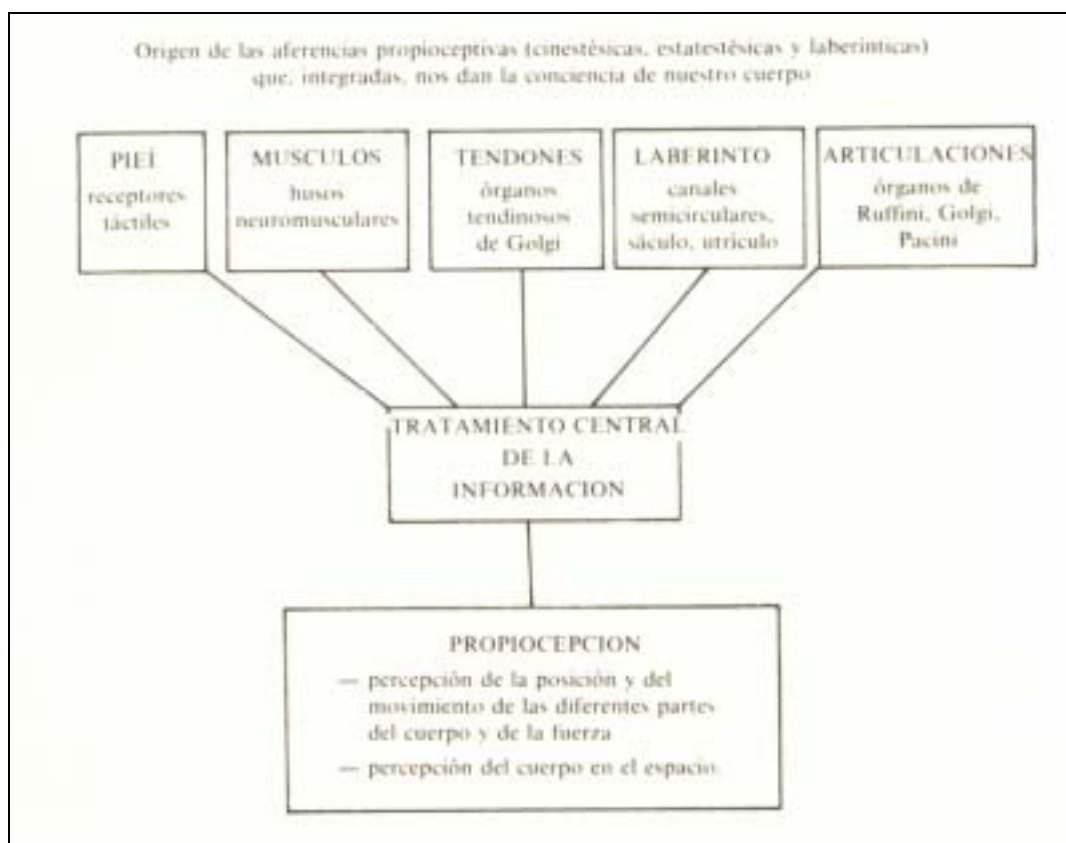 Origen de las aferencias propioceptivas (cinestésicas, estatestésicas y laberínticas)
que, integradas, nos dan la conciencia de nuestro cuerpo
PIEL
receptores
táctiles
MUSCULOS
husos
neuromusculares
TENDONES
órganos
tendinosos
de Golgi
LABERINTO
canales
semicirculares,
sáculo, utrículo
ARTICULACIONES
órganos de
Ruffini, Golgi,
Pacini
TRATAMIENTO CENTRAL
DE LA
INFORMACION
PROPIOCEPCION
— percepción de la posición y del
movimiento de las diferentes partes
del cuerpo y de la fuerza
— percepción del cuerpo en el espacio.